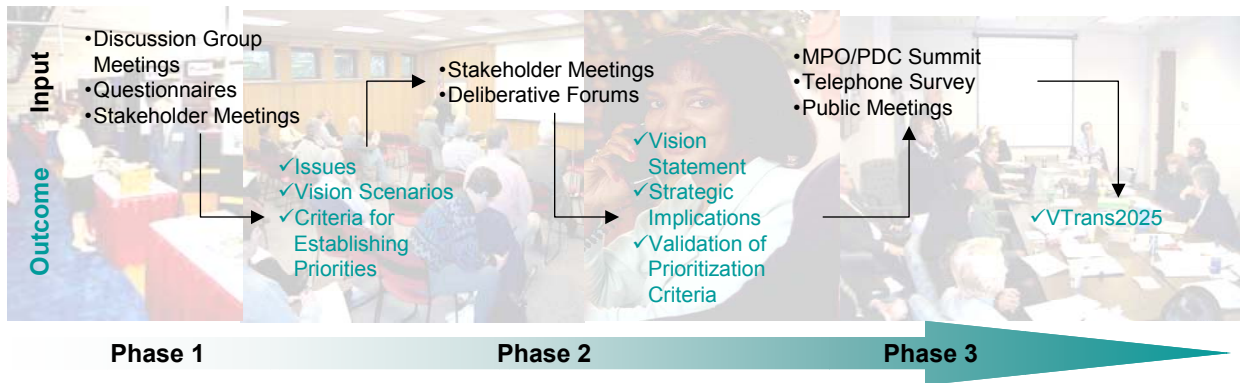 Input
•Discussion Group
Meetings
•Questionnaires
•Stakeholder Meetings
•Stakeholder Meetings
•Deliberative Forums
•MPO/PDC Summit
•Telephone Survey
•Public Meetings
Outcome
✓Issues
✓Vision Scenarios
✓Criteria for
Establishing
Priorities
✓Vision
Statement
✓Strategic
Implications
✓Validation of
Prioritization
Criteria
✓VTrans2025
Phase 1
Phase 2
Phase 3